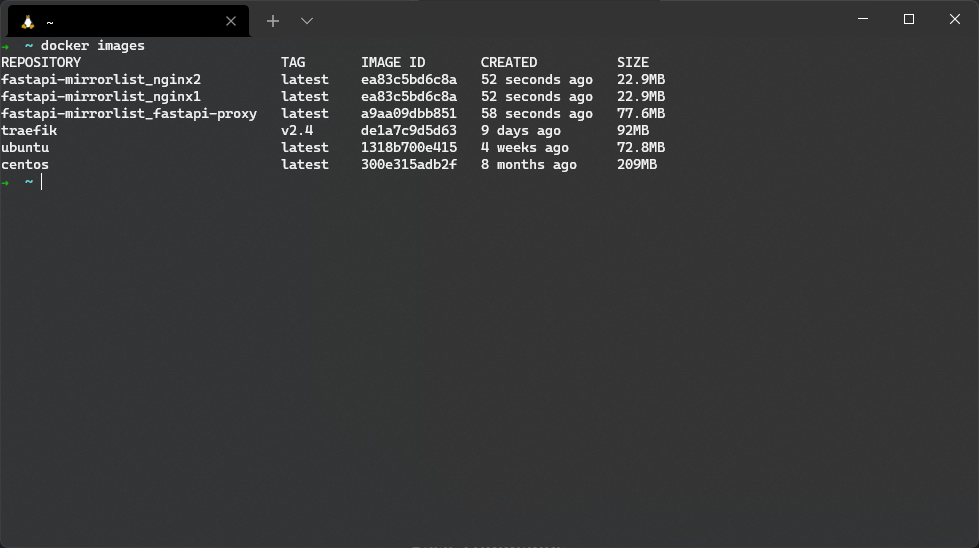 ~
→ ~ docker images
REPOSITORY TAG IMAGE ID CREATED SIZE
fastapi-mirrorlist_nginx2 latest ea83c5bd6c8a 52 seconds ago 22.9MB
fastapi-mirrorlist_nginx1 latest ea83c5bd6c8a 52 seconds ago 22.9MB
fastapi-mirrorlist_fastapi-proxy latest a9aa09dbb851 58 seconds ago 77.6MB
traefik v2.4 de1a7c9d5d63 9 days ago 92MB
ubuntu latest 1318b700e415 4 weeks ago 72.8MB
centos latest 300e315adb2f 8 months ago 209MB
→ ~